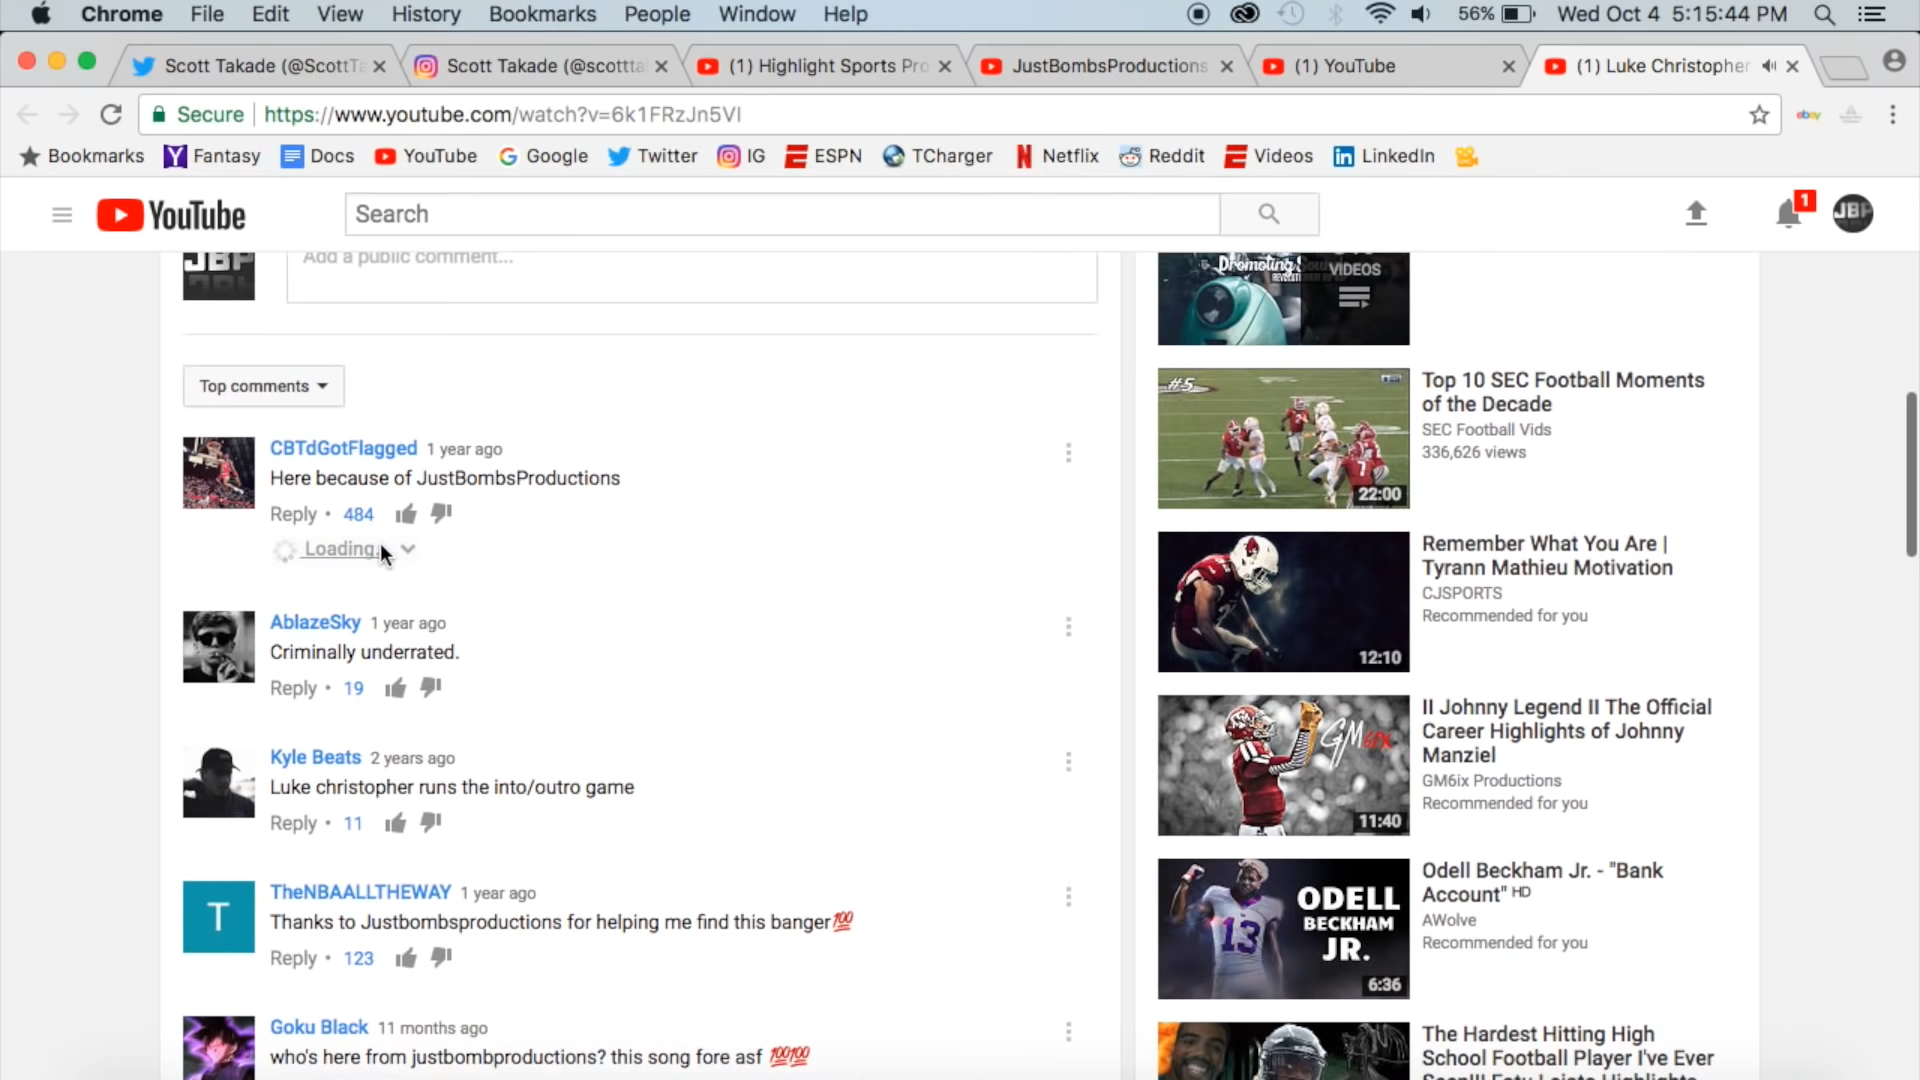 Chrome File Edit View History Bookmarks People Window Help 56% Wed Oct 4 5:15:44 PM
Scott Takade (@ScottTa Scott Takade (@scotttal (1) Highlight Sports Pro JustBombsProductions (1) YouTube (1) Luke Christopher
Secure https://www.youtube.com/watch?v=6k1FRzJn5VI ebay
Bookmarks Fantasy Docs YouTube Google Twitter IG ESPN TCharger Netflix Reddit Videos LinkedIn
YouTube Search 1 JBP
JBP Add a public comment...
Promoting VIDEOS
Top comments
CBTdGotFlagged 1 year ago
Here because of JustBombsProductions
Reply • 484
Loading..
AblazeSky 1 year ago
Criminally underrated.
Reply • 19
Kyle Beats 2 years ago
Luke christopher runs the into/outro game
Reply • 11
T
TheNBAALLTHEWAY 1 year ago
Thanks to Justbombsproductions for helping me find this banger💯
Reply • 123
Goku Black 11 months ago
who's here from justbombproductions? this song fore asf 💯💯
#5
22:00
Top 10 SEC Football Moments
of the Decade
SEC Football Vids
336,626 views
12:10
Remember What You Are |
Tyrann Mathieu Motivation
CJSPORTS
Recommended for you
GM6IX
11:40
II Johnny Legend II The Official
Career Highlights of Johnny
Manziel
GM6ix Productions
Recommended for you
ODELL
BECKHAM
JR.
13
6:36
Odell Beckham Jr. - "Bank
Account" HD
AWolve
Recommended for you
The Hardest Hitting High
School Football Player I've Ever